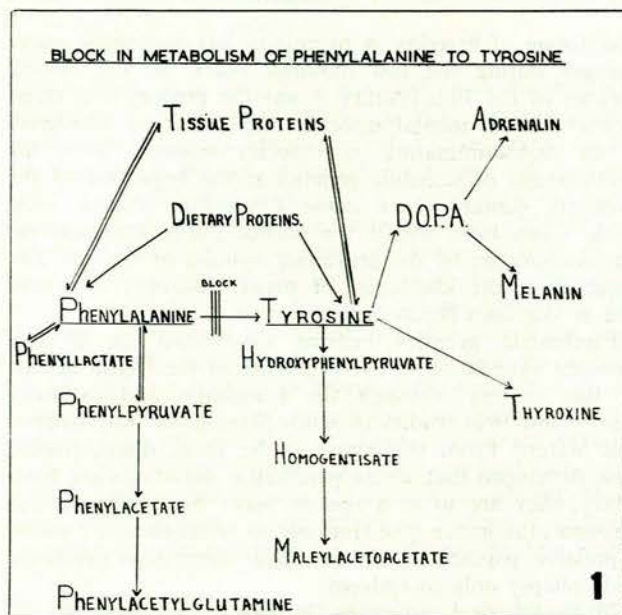 BLOCK IN METABOLISM OF PHENYLALANINE TO TYROSINE
TISSUE PROTEINS
ADRENALIN
DIETARY PROTEINS.
D.O.P.A.
BLOCK
MELANIN
PHENYLALANINE
TYROSINE
PHENYLLACTATE
HYDROXYPHENYLPYRUVATE
PHENYLPYRUVATE
THYROXINE
HOMOGENTISATE
PHENYLACETATE
MALEYLACETOACETATE
PHENYLACETYLGLUTAMINE
1